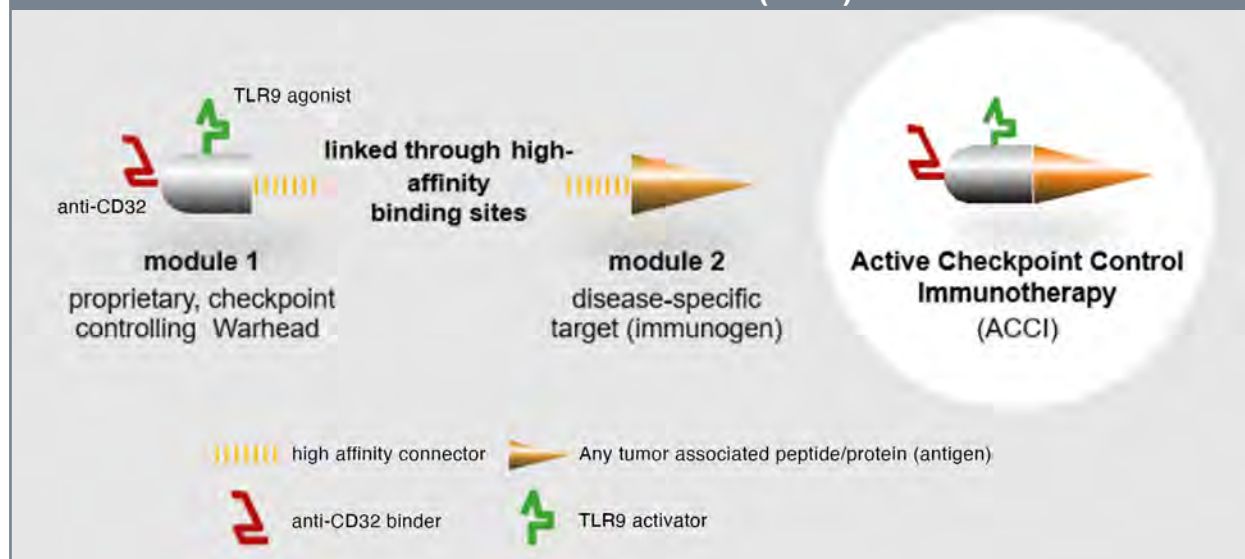 TLR9 agonist
anti-CD32
linked through high-
affinity
binding sites
module 1
proprietary, checkpoint
controlling Warhead
module 2
disease-specific
target (immunogen)
Active Checkpoint Control
Immunotherapy
(ACCI)
high affinity connector
Any tumor associated peptide/protein (antigen)
anti-CD32 binder
TLR9 activator